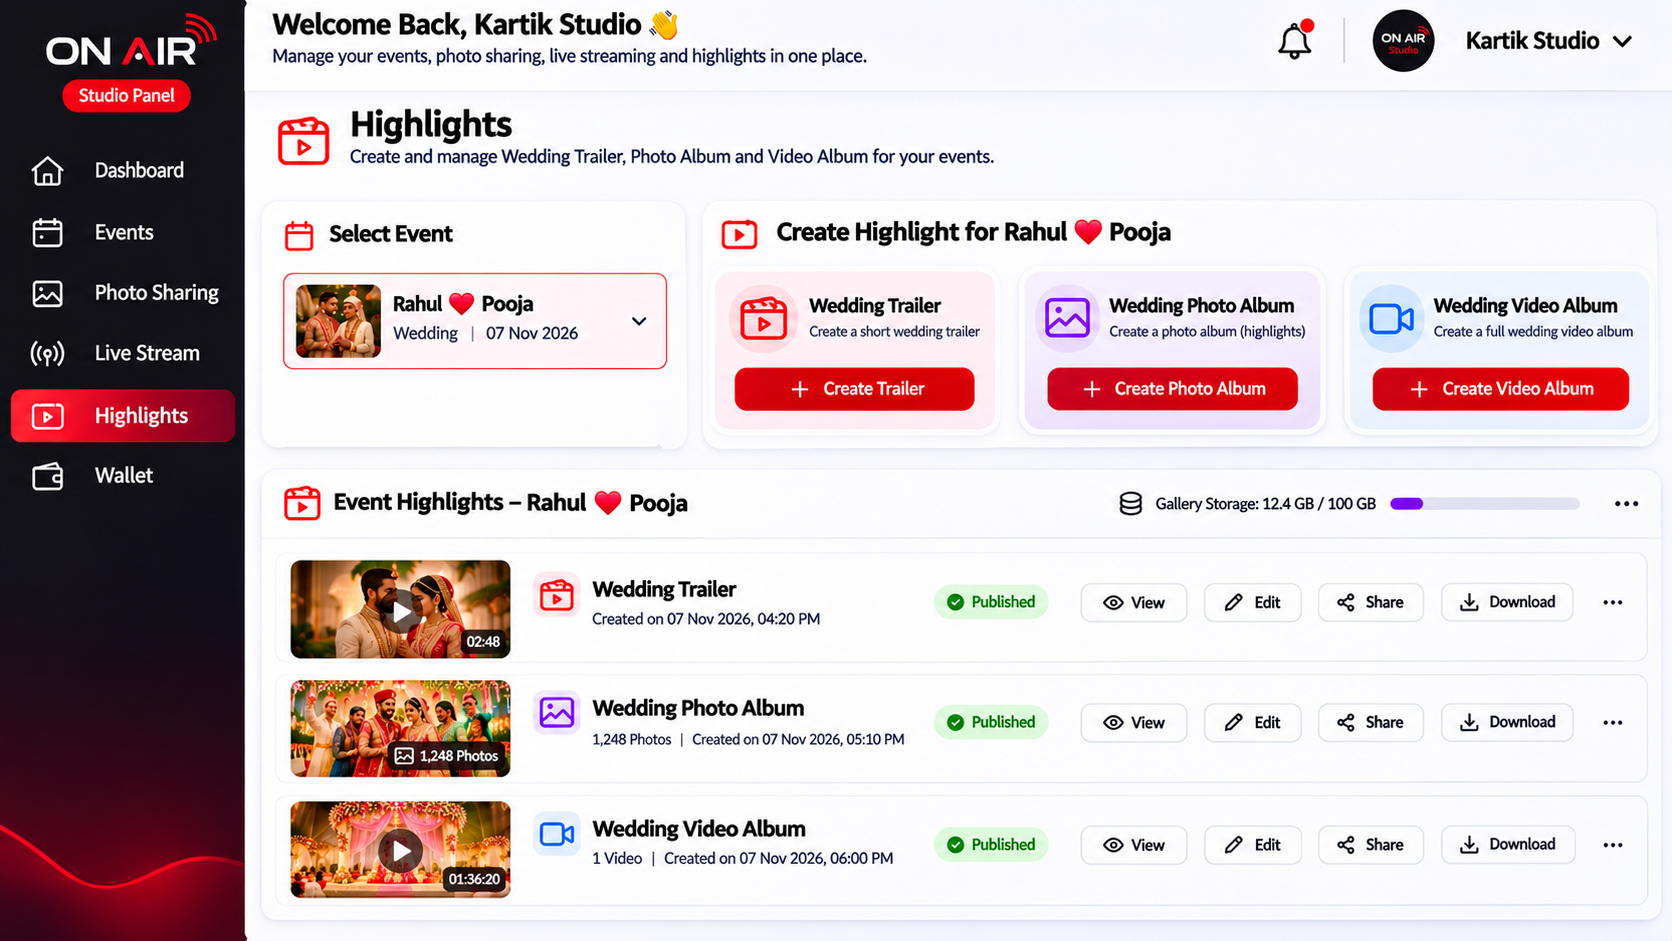 ON AIR
Studio Panel
Dashboard
Events
Photo Sharing
Live Stream
Highlights
Wallet
Welcome Back, Kartik Studio 👋
Manage your events, photo sharing, live streaming and highlights in one place.
ON AIR
Studio
Kartik Studio
Highlights
Create and manage Wedding Trailer, Photo Album and Video Album for your events.
Select Event
Rahul ❤️ Pooja
Wedding | 07 Nov 2026
Create Highlight for Rahul ❤️ Pooja
Wedding Trailer
Create a short wedding trailer
+ Create Trailer
Wedding Photo Album
Create a photo album (highlights)
+ Create Photo Album
Wedding Video Album
Create a full wedding video album
+ Create Video Album
Event Highlights – Rahul ❤️ Pooja
Gallery Storage: 12.4 GB / 100 GB
02:48
Wedding Trailer
Created on 07 Nov 2026, 04:20 PM
Published
View
Edit
Share
Download
1,248 Photos
Wedding Photo Album
1,248 Photos | Created on 07 Nov 2026, 05:10 PM
Published
View
Edit
Share
Download
01:36:20
Wedding Video Album
1 Video | Created on 07 Nov 2026, 06:00 PM
Published
View
Edit
Share
Download